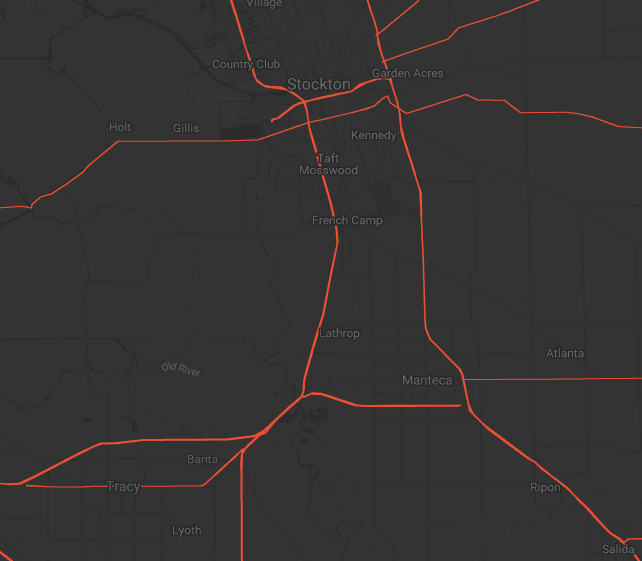 Village
Country Club
Stockton
Garden Acres
Holt
Gillis
Kennedy
Taft
Mosswood
French Camp
Lathrop
Old River
Atlanta
Manteca
Banta
Tracy
Ripon
Lyoth
Salida